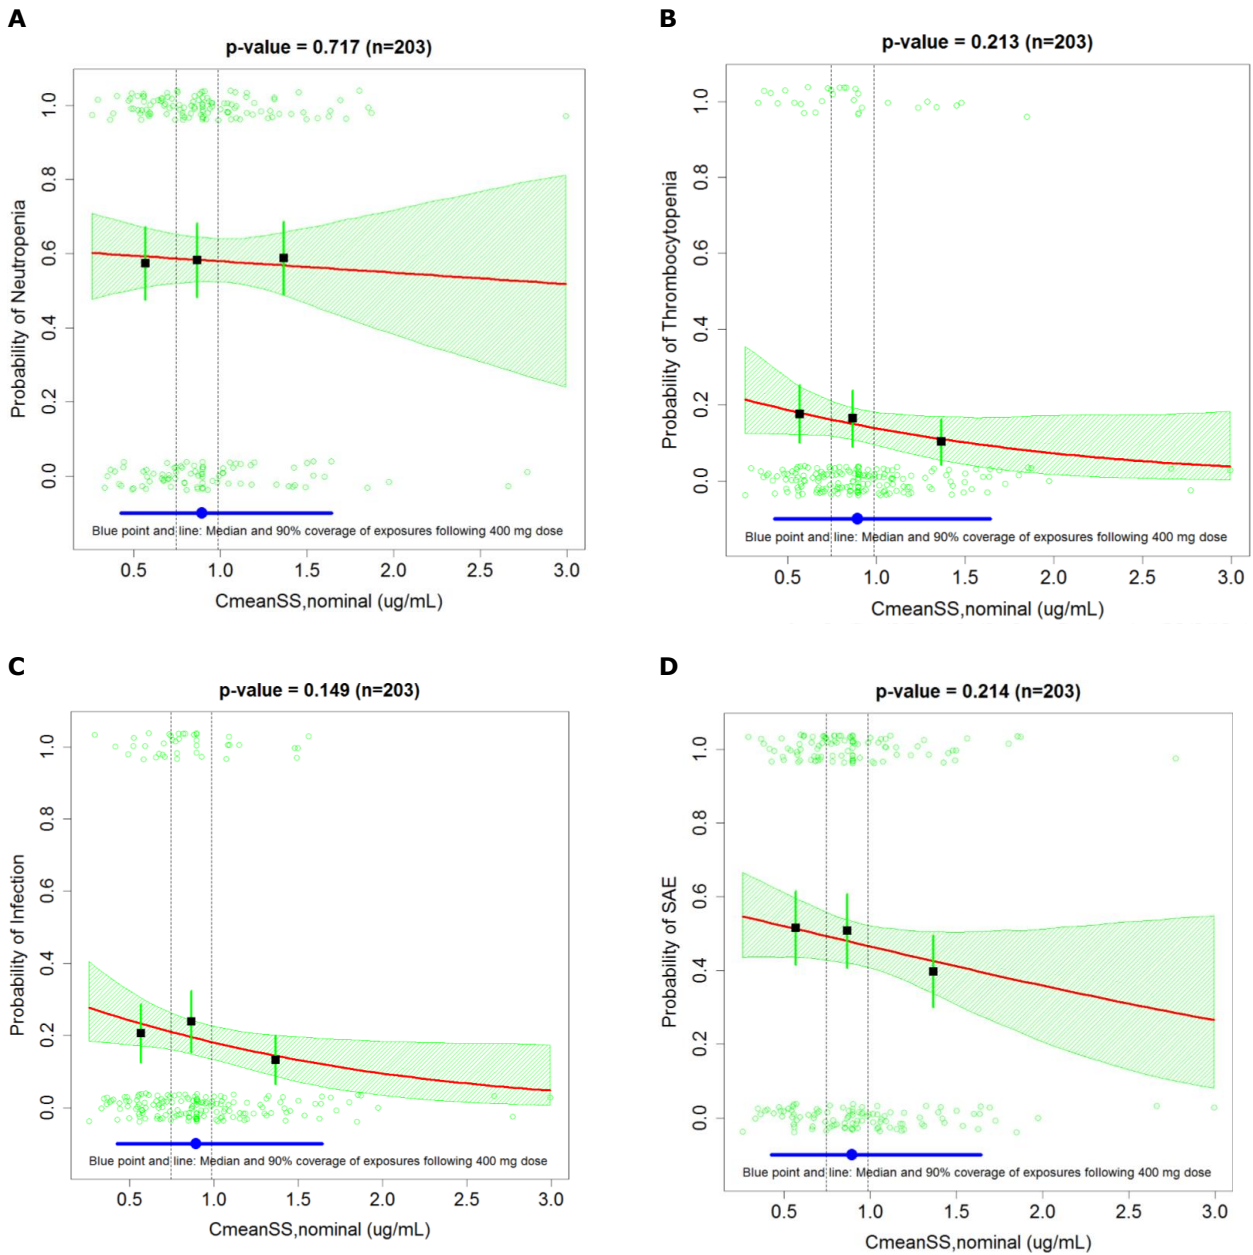 A
p-value = 0.717 (n=203)
Probability of Neutropenia
1.0
0.8
0.6
0.4
0.2
0.0
Blue point and line: Median and 90% coverage of exposures following 400 mg dose
0.5 1.0 1.5 2.0 2.5 3.0
CmeanSS,nominal (ug/mL)
B
p-value = 0.213 (n=203)
Probability of Thrombocytopenia
1.0
0.8
0.6
0.4
0.2
0.0
Blue point and line: Median and 90% coverage of exposures following 400 mg dose
0.5 1.0 1.5 2.0 2.5 3.0
CmeanSS,nominal (ug/mL)
C
p-value = 0.149 (n=203)
Probability of Infection
1.0
0.8
0.6
0.4
0.2
0.0
Blue point and line: Median and 90% coverage of exposures following 400 mg dose
0.5 1.0 1.5 2.0 2.5 3.0
CmeanSS,nominal (ug/mL)
D
p-value = 0.214 (n=203)
Probability of SAE
1.0
0.8
0.6
0.4
0.2
0.0
Blue point and line: Median and 90% coverage of exposures following 400 mg dose
0.5 1.0 1.5 2.0 2.5 3.0
CmeanSS,nominal (ug/mL)